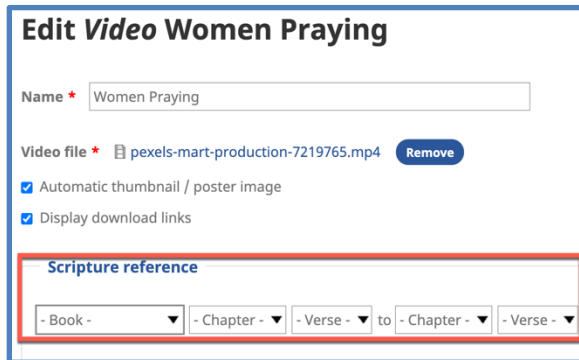 Edit Video Women Praying
Name *
Women Praying
Video file * pexels-mart-production-7219765.mp4 Remove
Automatic thumbnail / poster image
Display download links
Scripture reference
- Book - - Chapter - - Verse - to - Chapter - - Verse -